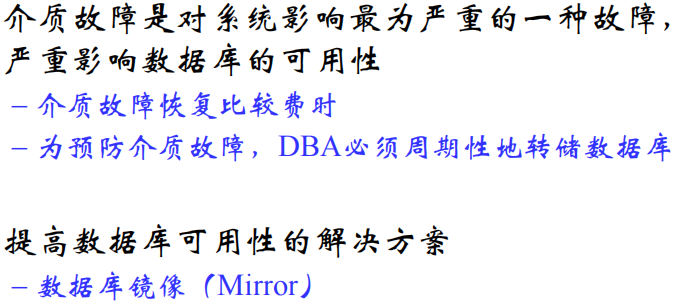 介质故障是对系统影响最为严重的一种故障，
严重影响数据库的可用性
– 介质故障恢复比较费时
– 为预防介质故障，DBA必须周期性地转储数据库
提高数据库可用性的解决方案
– 数据库镜像（Mirror）